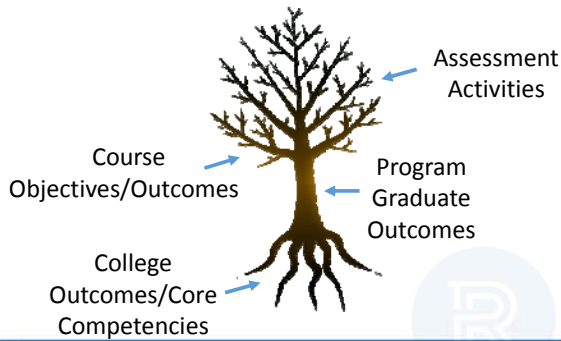 Assessment
Activities
Course
Objectives/Outcomes
Program
Graduate
Outcomes
College
Outcomes/Core
Competencies